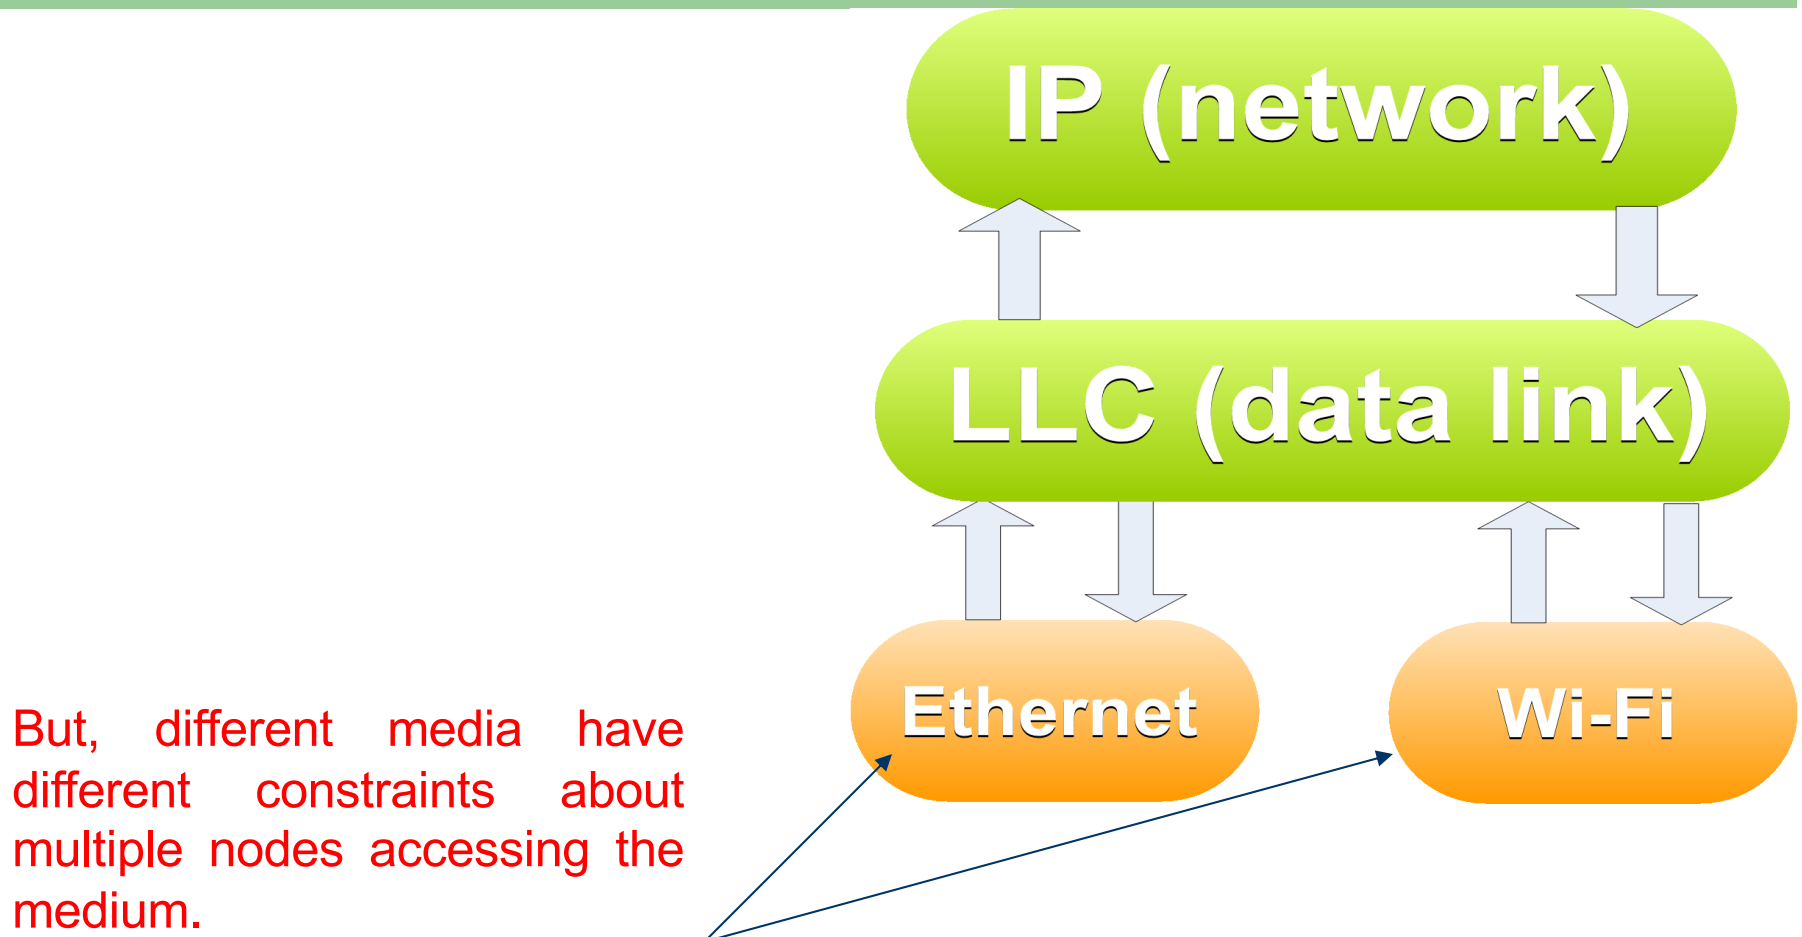 IP (network)
LLC (data link)
Ethernet
Wi-Fi
But, different media have
different constraints about
multiple nodes accessing the
medium.